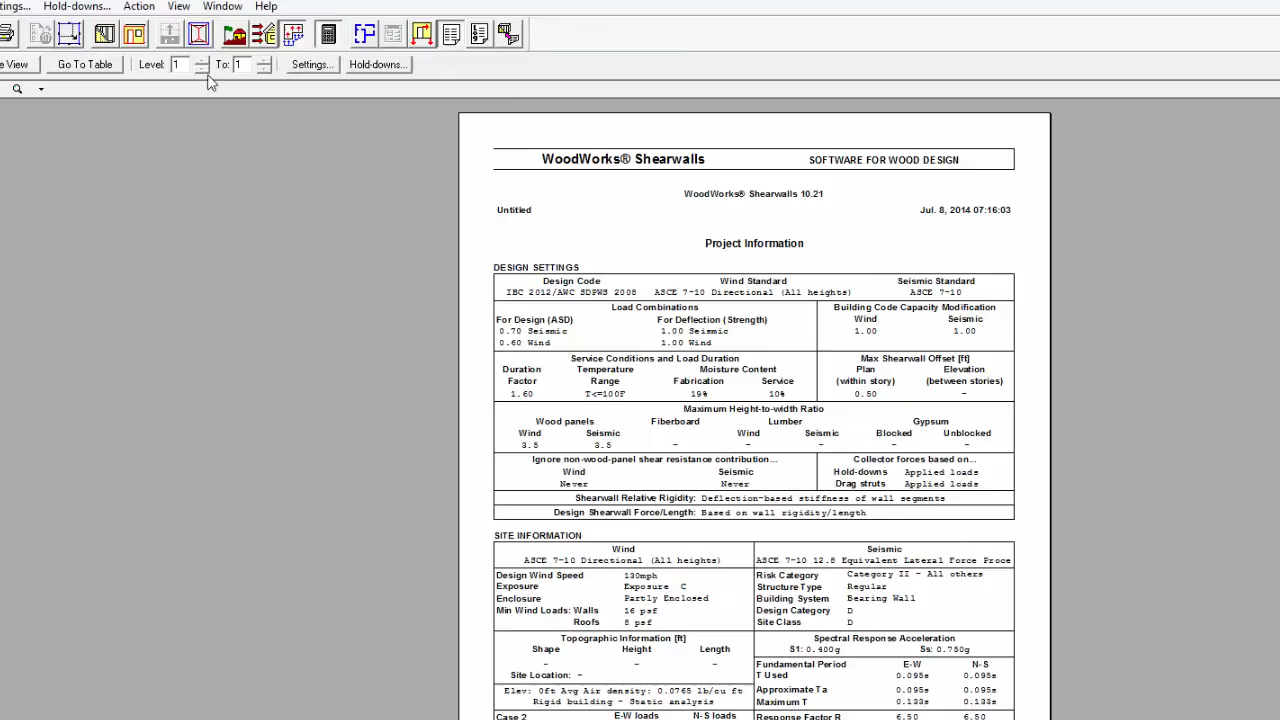 ttings... Hold-downs... Action View Window Help
e View Go To Table Level: 1 To: 1 Settings... Hold-downs...
WoodWorks® Shearwalls SOFTWARE FOR WOOD DESIGN
WoodWorks® Shearwalls 10.21
Untitled Jul. 8, 2014 07:16:03
Project Information
DESIGN SETTINGS
Design Code Wind Standard Seismic Standard
IBC 2012/AWC SDPWS 2008 ASCE 7-10 Directional (All heights) ASCE 7-10
Load Combinations Building Code Capacity Modification
For Design (ASD) For Deflection (Strength) Wind Seismic
0.70 Seismic 1.00 Seismic 1.00 1.00
0.60 Wind 1.00 Wind
Service Conditions and Load Duration Max Shearwall Offset [ft]
Duration Temperature Moisture Content Plan Elevation
Factor Range Fabrication Service (within story) (between stories)
1.60 T<=100F 19% 10% 0.50 -
Maximum Height-to-width Ratio
Wood panels Fiberboard Lumber Gypsum
Wind Seismic Wind Seismic Blocked Unblocked
3.5 3.5 - - - - -
Ignore non-wood-panel shear resistance contribution... Collector forces based on...
Wind Seismic Hold-downs Applied loads
Never Never Drag struts Applied loads
Shearwall Relative Rigidity: Deflection-based stiffness of wall segments
Design Shearwall Force/Length: Based on wall rigidity/length
SITE INFORMATION
Wind Seismic
ASCE 7-10 Directional (All heights) ASCE 7-10 12.8 Equivalent Lateral Force Proce
Design Wind Speed 130mph Risk Category Category II - All others
Exposure Exposure C Structure Type Regular
Enclosure Partly Enclosed Building System Bearing Wall
Min Wind Loads: Walls 16 psf Design Category D
Roofs 8 psf Site Class D
Topographic Information [ft] Spectral Response Acceleration
Shape Height Length S1: 0.400g Ss: 0.750g
- - - Fundamental Period E-W N-S
Site Location: - T Used 0.095s 0.095s
Elev: 0ft Avg Air density: 0.0765 lb/cu ft Approximate Ta 0.095s 0.095s
Rigid building - Static analysis Maximum T 0.133s 0.133s
Case 2 E-W loads N-S loads Response Factor R 6.50 6.50